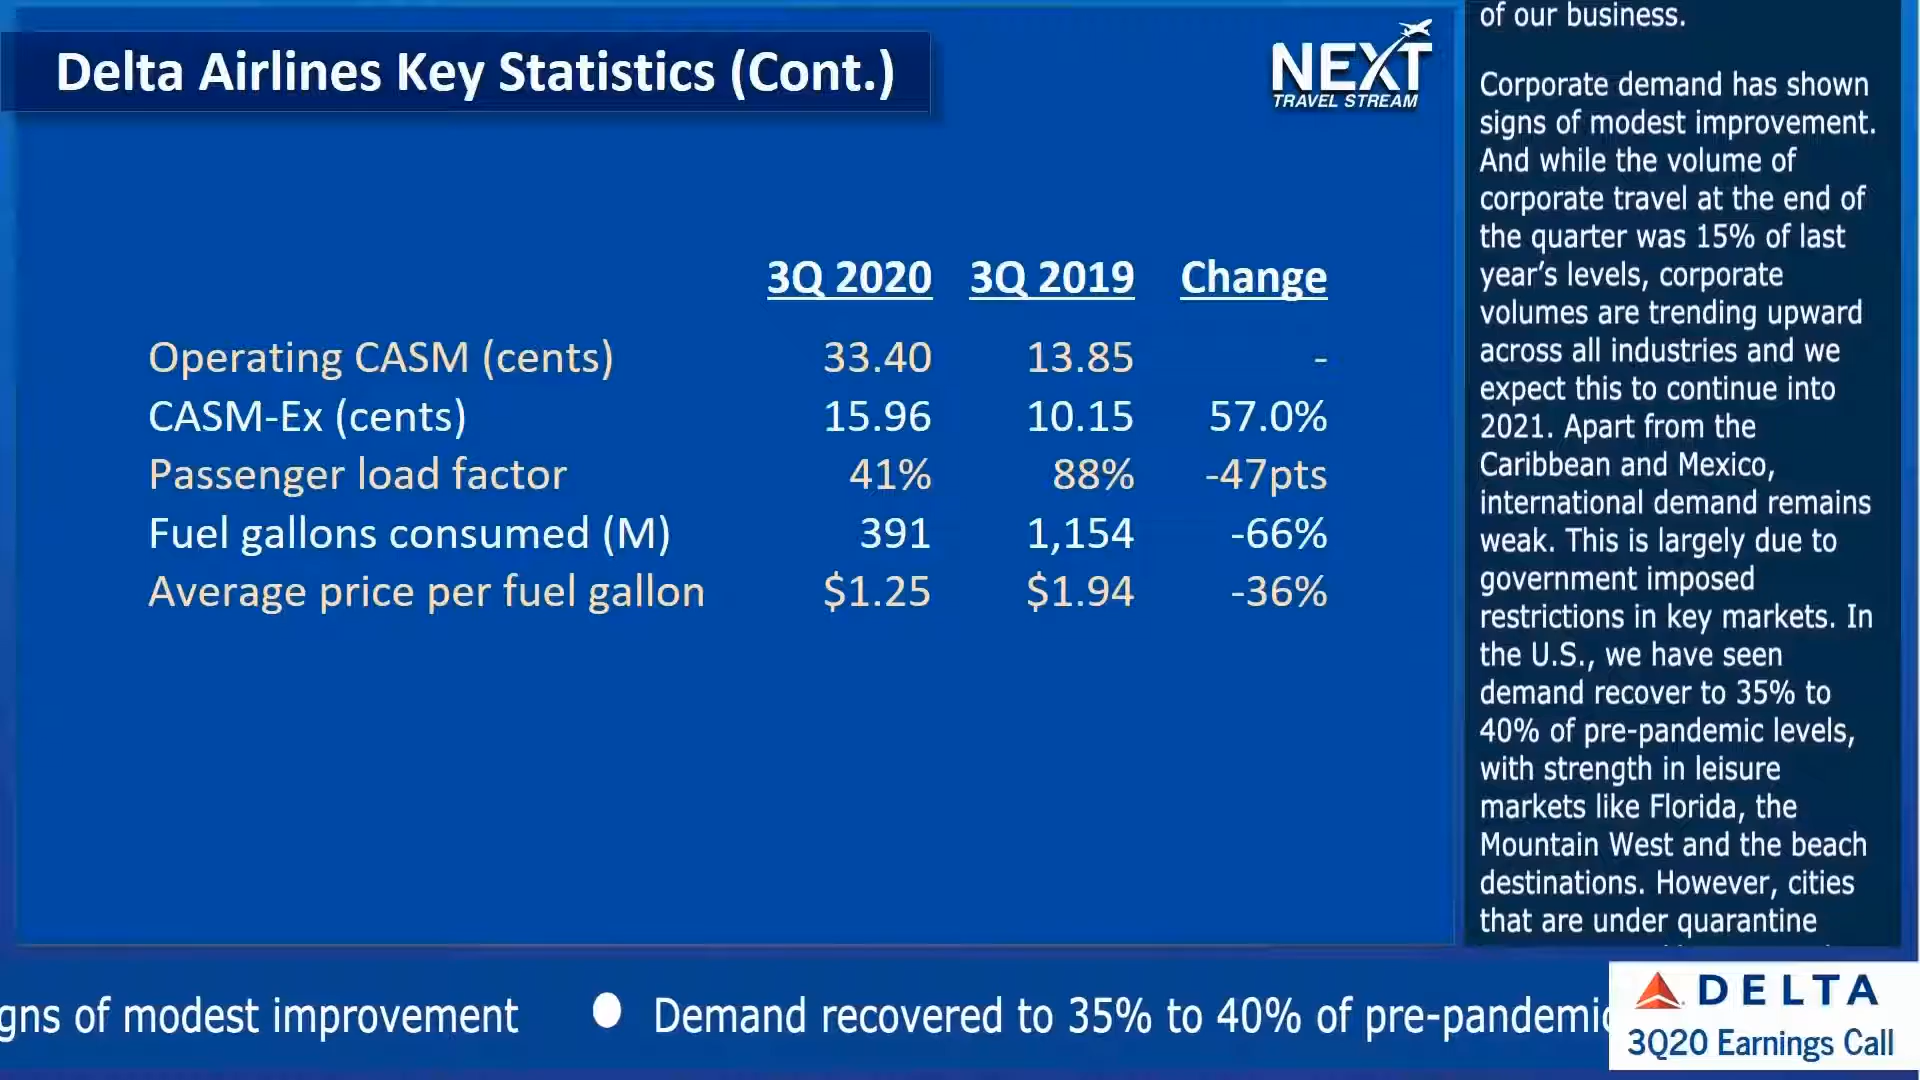 Delta Airlines Key Statistics (Cont.)
NEXT
TRAVEL STREAM
3Q 2020 3Q 2019 Change
Operating CASM (cents) 33.40 13.85 -
CASM-Ex (cents) 15.96 10.15 57.0%
Passenger load factor 41% 88% -47pts
Fuel gallons consumed (M) 391 1,154 -66%
Average price per fuel gallon $1.25 $1.94 -36%
of our business.
Corporate demand has shown
signs of modest improvement.
And while the volume of
corporate travel at the end of
the quarter was 15% of last
year’s levels, corporate
volumes are trending upward
across all industries and we
expect this to continue into
2021. Apart from the
Caribbean and Mexico,
international demand remains
weak. This is largely due to
government imposed
restrictions in key markets. In
the U.S., we have seen
demand recover to 35% to
40% of pre-pandemic levels,
with strength in leisure
markets like Florida, the
Mountain West and the beach
destinations. However, cities
that are under quarantine
gns of modest improvement ● Demand recovered to 35% to 40% of pre-pandemic
DELTA
3Q20 Earnings Call